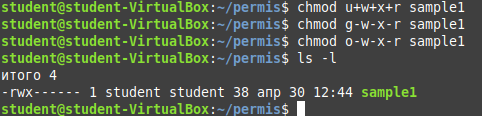 student@student-VirtualBox:~/permis$ chmod u+w+x+r sample1
student@student-VirtualBox:~/permis$ chmod g-w-x-r sample1
student@student-VirtualBox:~/permis$ chmod o-w-x-r sample1
student@student-VirtualBox:~/permis$ ls -l
итого 4
-rwx------ 1 student student 38 апр 30 12:44 sample1
student@student-VirtualBox:~/permis$